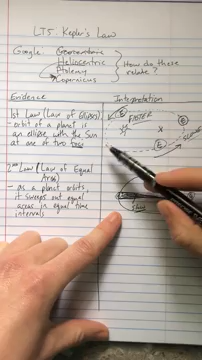 LT5: Kepler's Law
Google: Geocentric
Heliocentric
Ptolemy
Copernicus
How do these relate?
Evidence
Interpretation
1st Law (Law of Ellipses)
orbit of a planet is
an ellipse with the Sun
at one of two foci
E
FASTER
E
X
E
SLOWER
2nd Law (Law of Equal
Area)
- as a planet orbits,
it sweeps out equal
areas in equal time
intervals